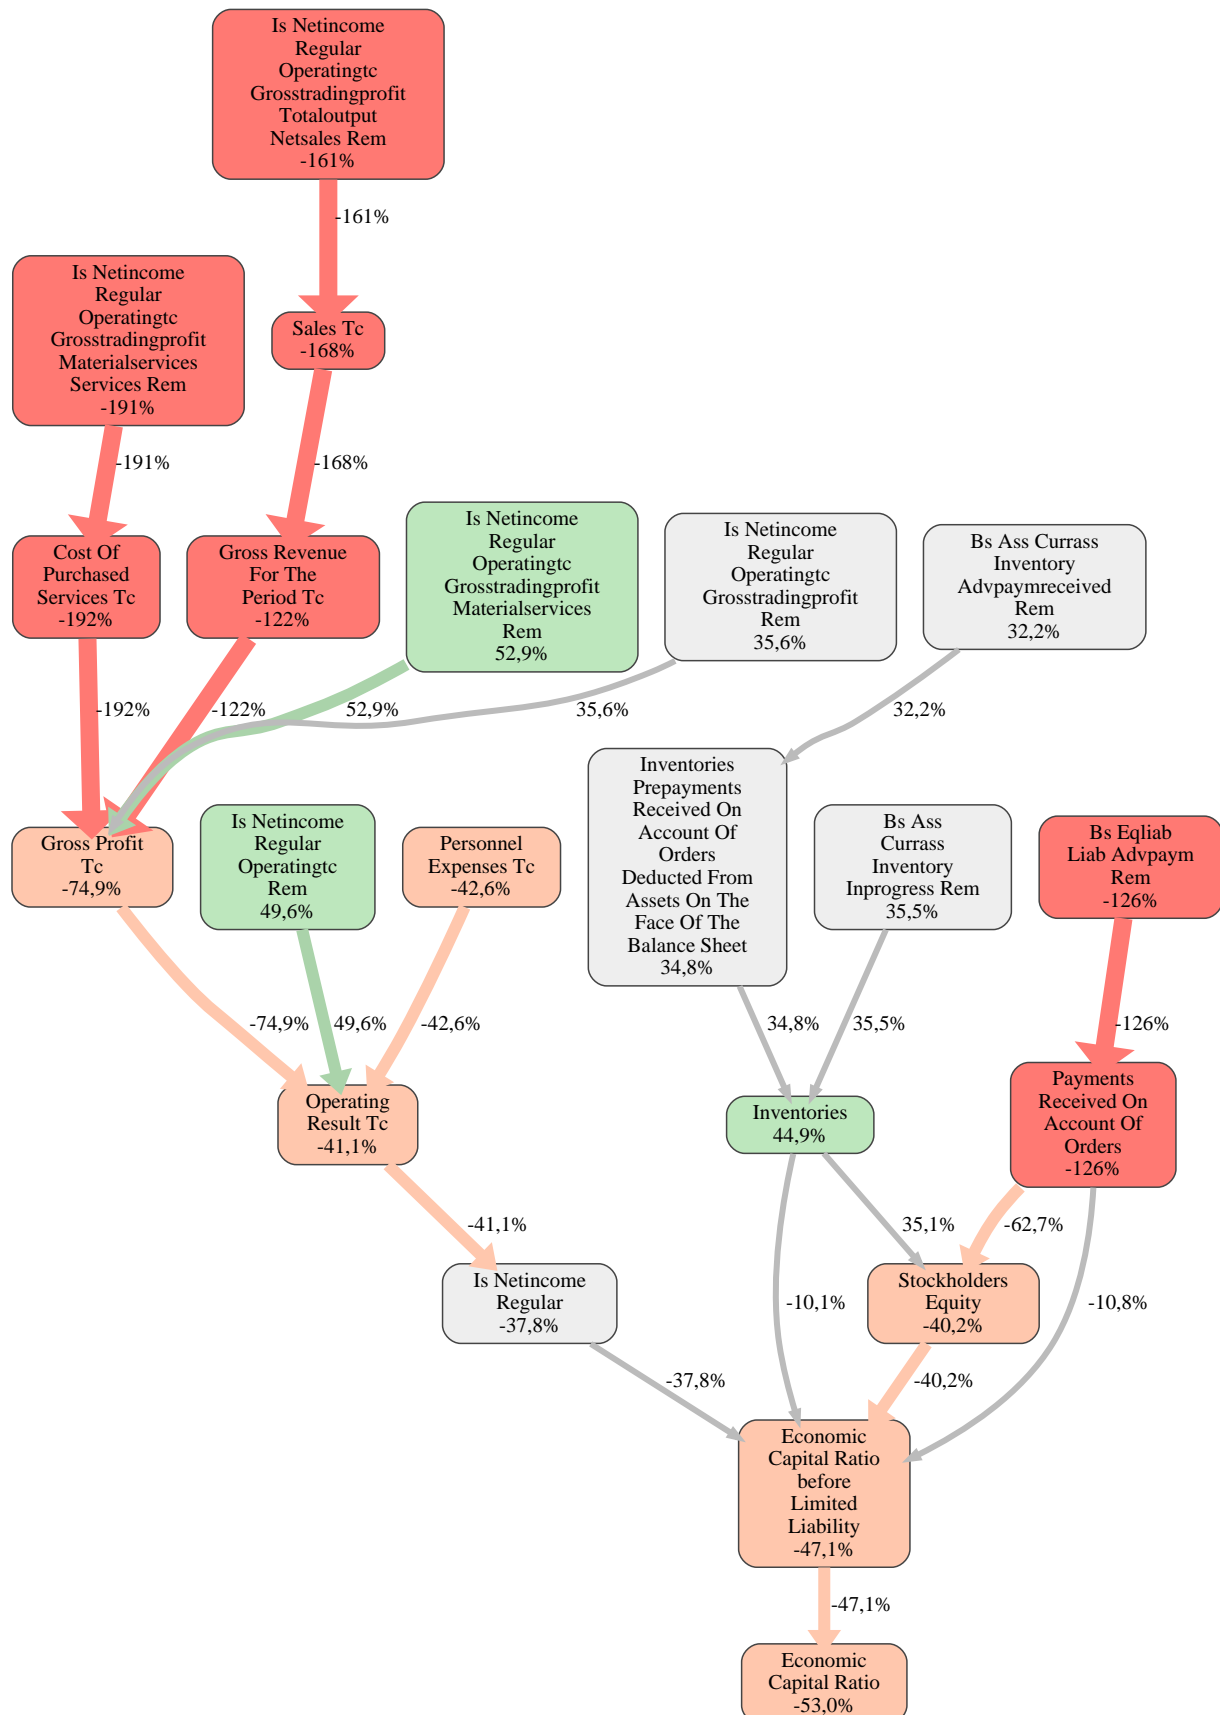 Is Netincome
Regular
Operatingtc
Grosstradingprofit
Totaloutput
Netsales Rem
-161%
-161%
Is Netincome
Regular
Operatingtc
Grosstradingprofit
Materialservices
Services Rem
-191%
Sales Tc
-168%
-191%
-168%
Cost Of
Purchased
Services Tc
-192%
Gross Revenue
For The
Period Tc
-122%
Is Netincome
Regular
Operatingtc
Grosstradingprofit
Materialservices
Rem
52,9%
Is Netincome
Regular
Operatingtc
Grosstradingprofit
Rem
35,6%
Bs Ass Currass
Inventory
Advpaymreceived
Rem
32,2%
-192%
-122%
52,9%
35,6%
32,2%
Gross Profit
Tc
-74,9%
Is Netincome
Regular
Operatingtc
Rem
49,6%
Personnel
Expenses Tc
-42,6%
Inventories
Prepayments
Received On
Account Of
Orders
Deducted From
Assets On The
Face Of The
Balance Sheet
34,8%
Bs Ass
Currass
Inventory
Inprogress Rem
35,5%
Bs Eqliab
Liab Advpaym
Rem
-126%
-74,9%
49,6%
-42,6%
34,8%
35,5%
-126%
Operating
Result Tc
-41,1%
Inventories
44,9%
Payments
Received On
Account Of
Orders
-126%
-41,1%
35,1%
-62,7%
Is Netincome
Regular
-37,8%
-10,1%
Stockholders
Equity
-40,2%
-10,8%
-37,8%
-40,2%
Economic
Capital Ratio
before
Limited
Liability
-47,1%
-47,1%
Economic
Capital Ratio
-53,0%